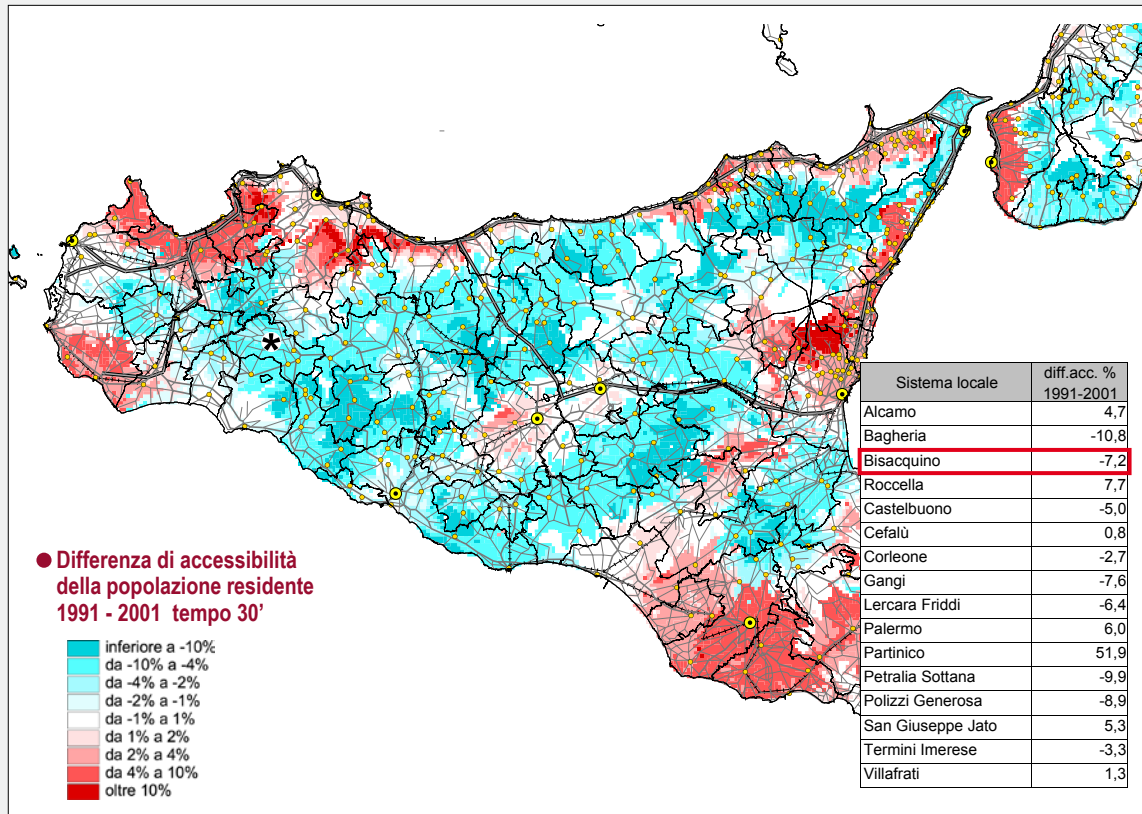 Sistema locale diff.acc. % 1991-2001
Alcamo 4,7
Bagheria -10,8
Bisacquino -7,2
Roccella 7,7
Castelbuono -5,0
Cefalù 0,8
Corleone -2,7
Gangi -7,6
Lercara Friddi -6,4
Palermo 6,0
Partinico 51,9
Petralia Sottana -9,9
Polizzi Generosa -8,9
San Giuseppe Jato 5,3
Termini Imerese -3,3
Villafrati 1,3
● Differenza di accessibilità
della popolazione residente
1991 - 2001 tempo 30'
inferiore a -10%
da -10% a -4%
da -4% a -2%
da -2% a -1%
da -1% a 1%
da 1% a 2%
da 2% a 4%
da 4% a 10%
oltre 10%
*